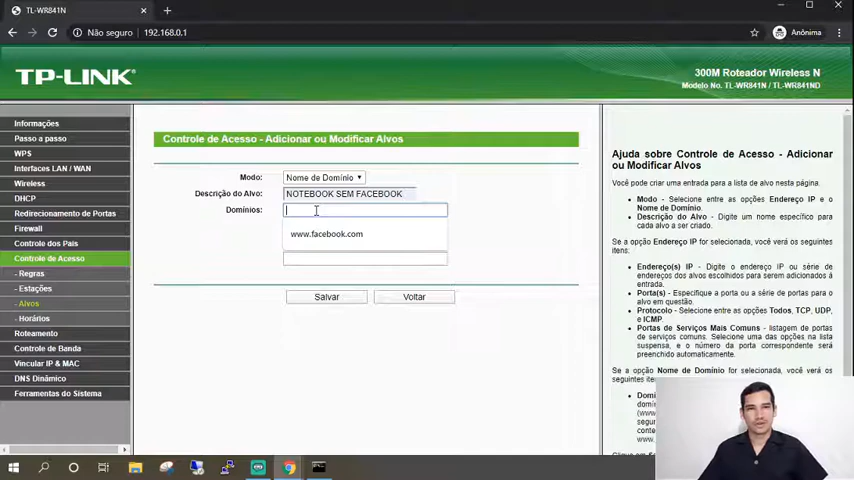 TL-WR841N
Não seguro
192.168.0.1
Anônima
TP-LINK
300M Roteador Wireless N
Modelo No. TL-WR841N / TL-WR841ND
Informações
Passo a passo
WPS
Interfaces LAN / WAN
Wireless
DHCP
Redirecionamento de Portas
Firewall
Controle dos Pais
Controle de Acesso
- Regras
- Estações
- Alvos
- Horários
Roteamento
Controle de Banda
Vincular IP & MAC
DNS Dinâmico
Ferramentas do Sistema
Controle de Acesso - Adicionar ou Modificar Alvos
Modo: Nome de Domínio
Descrição do Alvo: NOTEBOOK SEM FACEBOOK
Domínios:
www.facebook.com
Salvar Voltar
Ajuda sobre Controle de Acesso - Adicionar
ou Modificar Alvos
Você pode criar uma entrada para a lista de alvo nesta página.
• Modo - Selecione entre as opções Endereço IP e o
Nome de Domínio.
• Descrição do Alvo - Digite um nome específico para
cada alvo a ser criado.
Se a opção Endereço IP for selecionada, você verá os seguintes
itens:
• Endereço(s) IP - Digite o endereço IP ou série de
endereços dos alvos escolhidos para serem adicionados à
entrada.
• Porta(s) - Especifique a porta ou a série de portas para o
alvo em questão.
• Protocolo - Selecione entre as opções Todos, TCP, UDP,
e ICMP.
• Portas de Serviços Mais Comuns - listagem de portas
de serviços comuns. Selecione uma das opções na lista
suspensa, e o número da porta correspondente será
preenchido automaticamente.
Se a opção Nome de Domínio for selecionada, você verá os
seguintes itens: